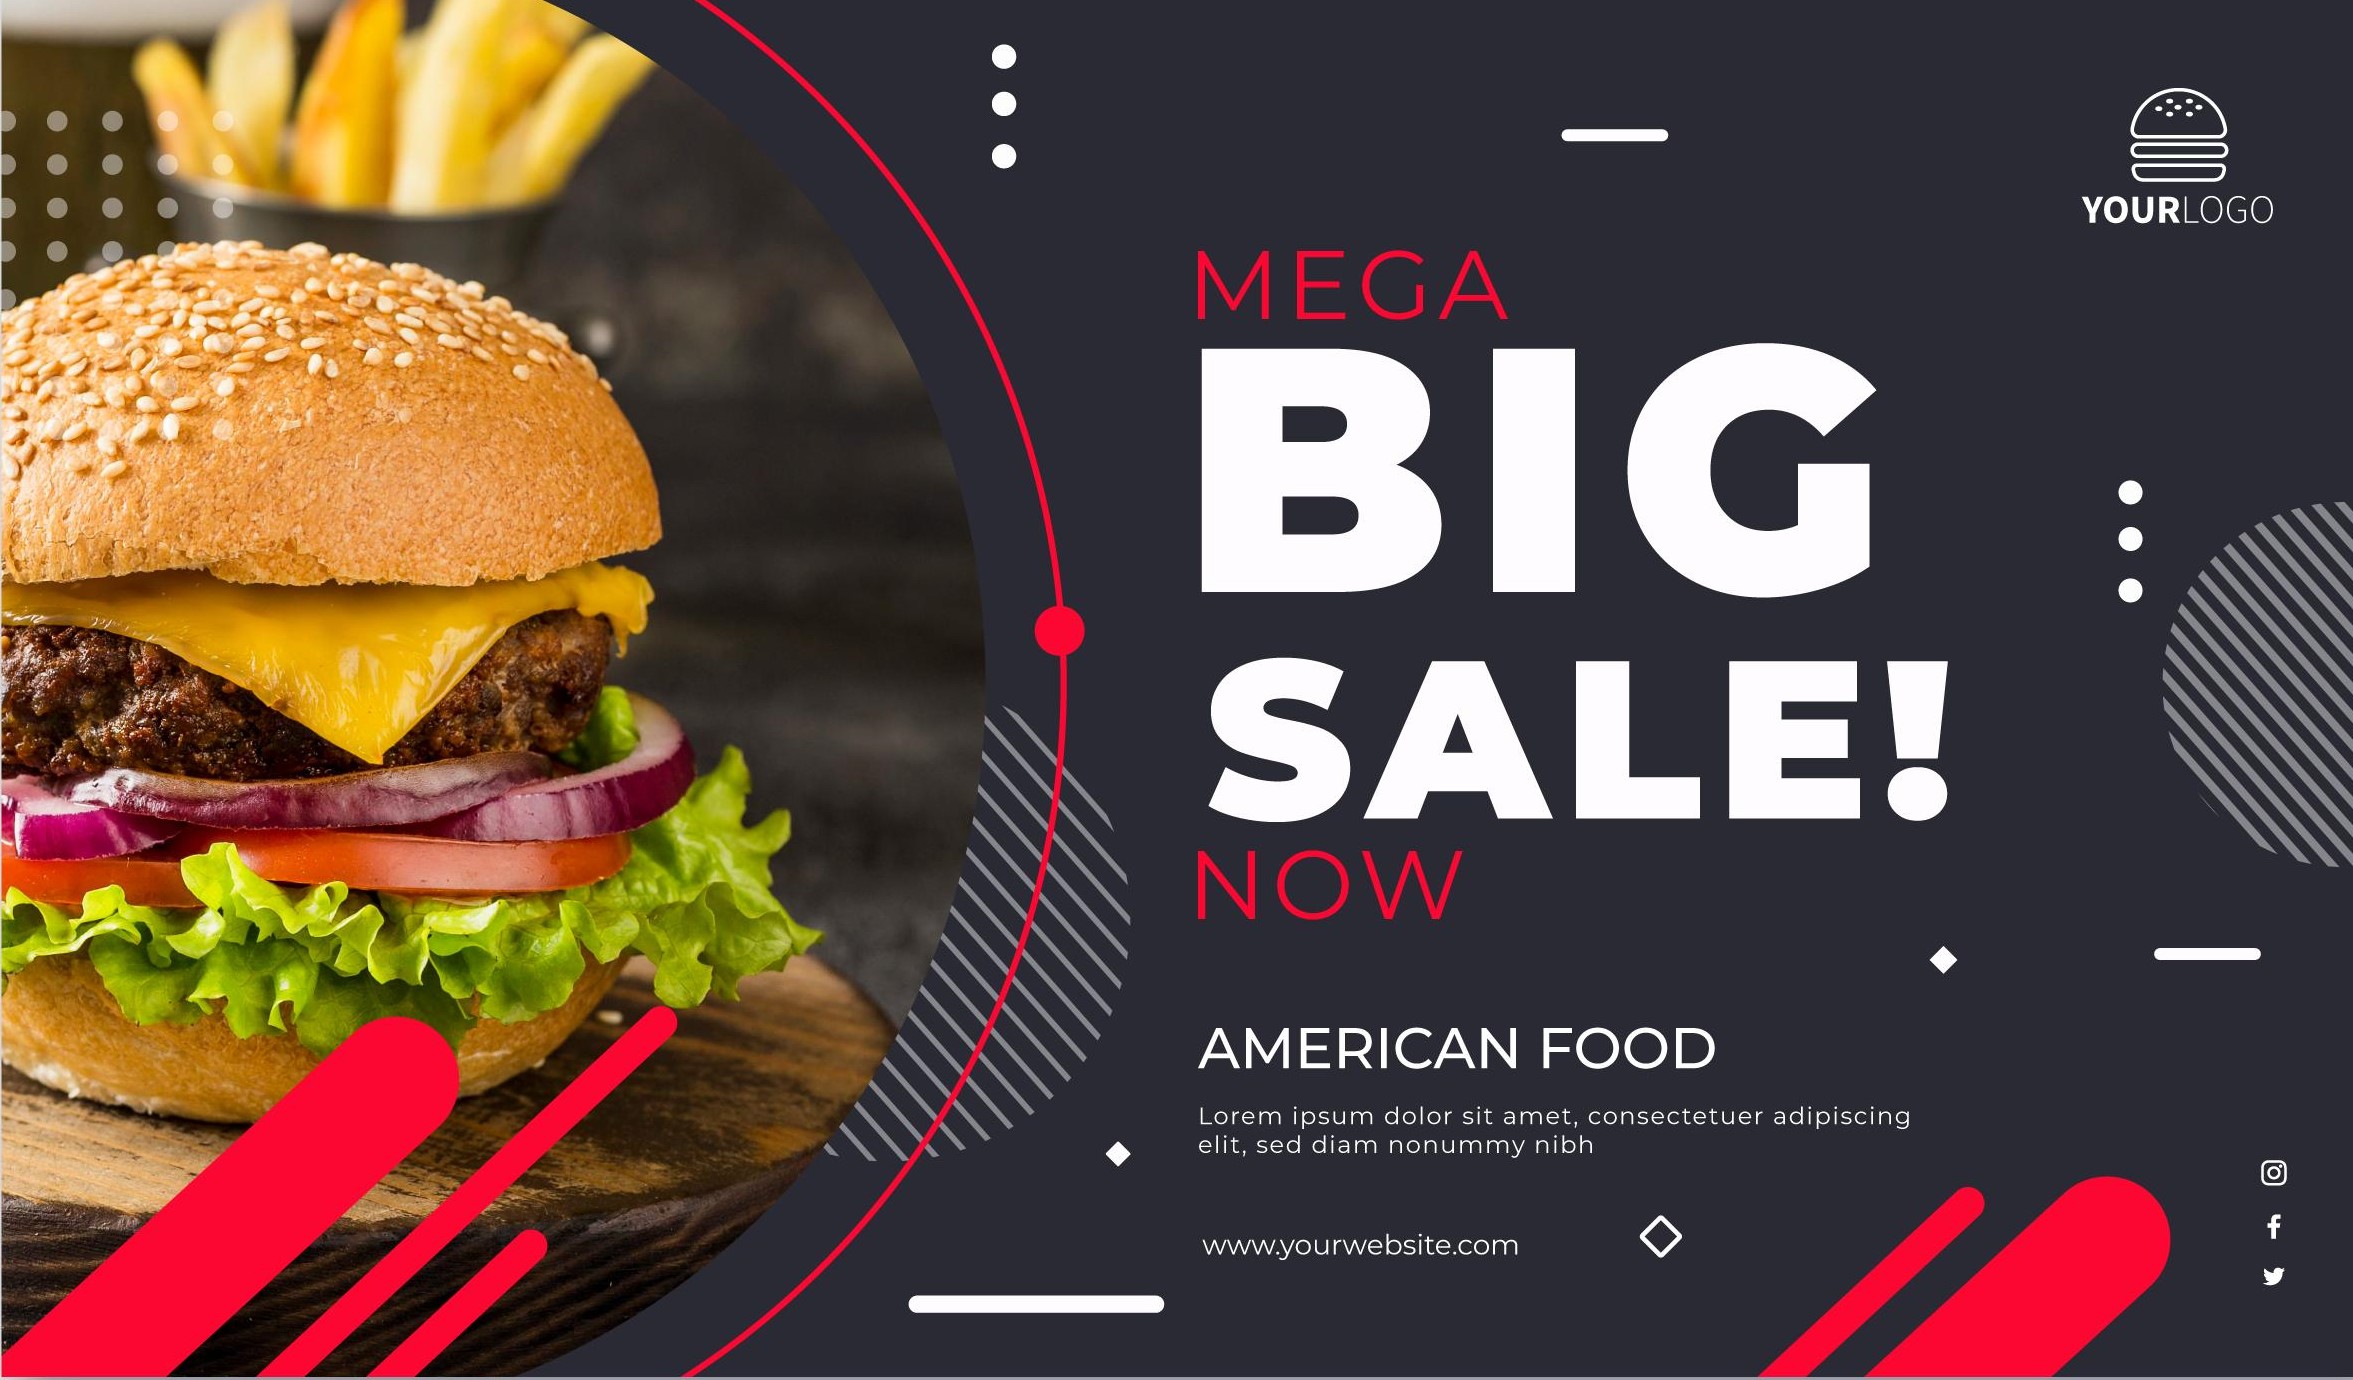 YOURLOGO
MEGA
BIG
SALE!
NOW
AMERICAN FOOD
Lorem ipsum dolor sit amet, consectetuer adipiscing
elit, sed diam nonummy nibh
www.yourwebsite.com